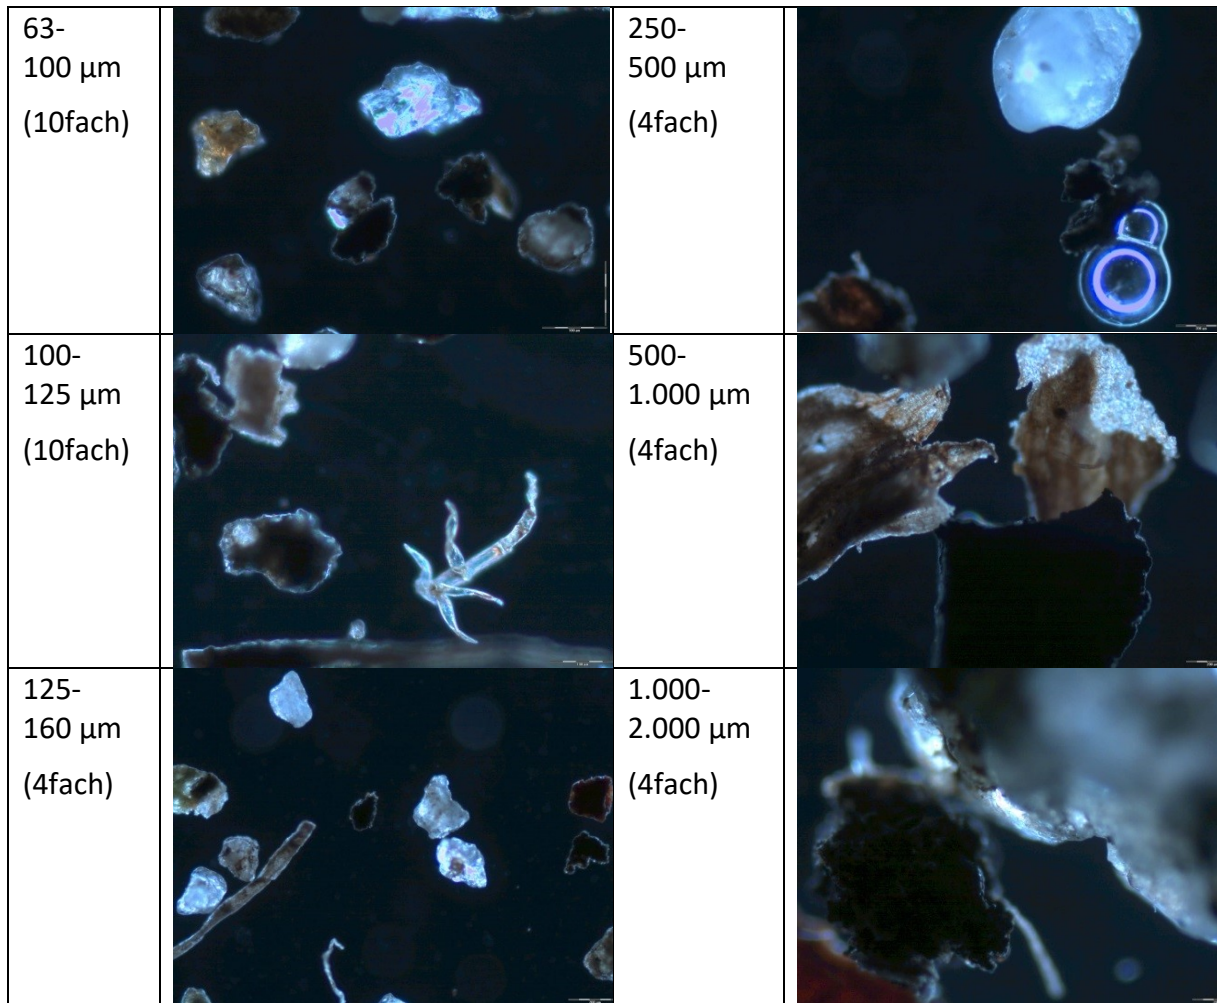 63-
100 µm
(10fach)
250-
500 µm
(4fach)
100-
125 µm
(10fach)
500-
1.000 µm
(4fach)
125-
160 µm
(4fach)
1.000-
2.000 µm
(4fach)